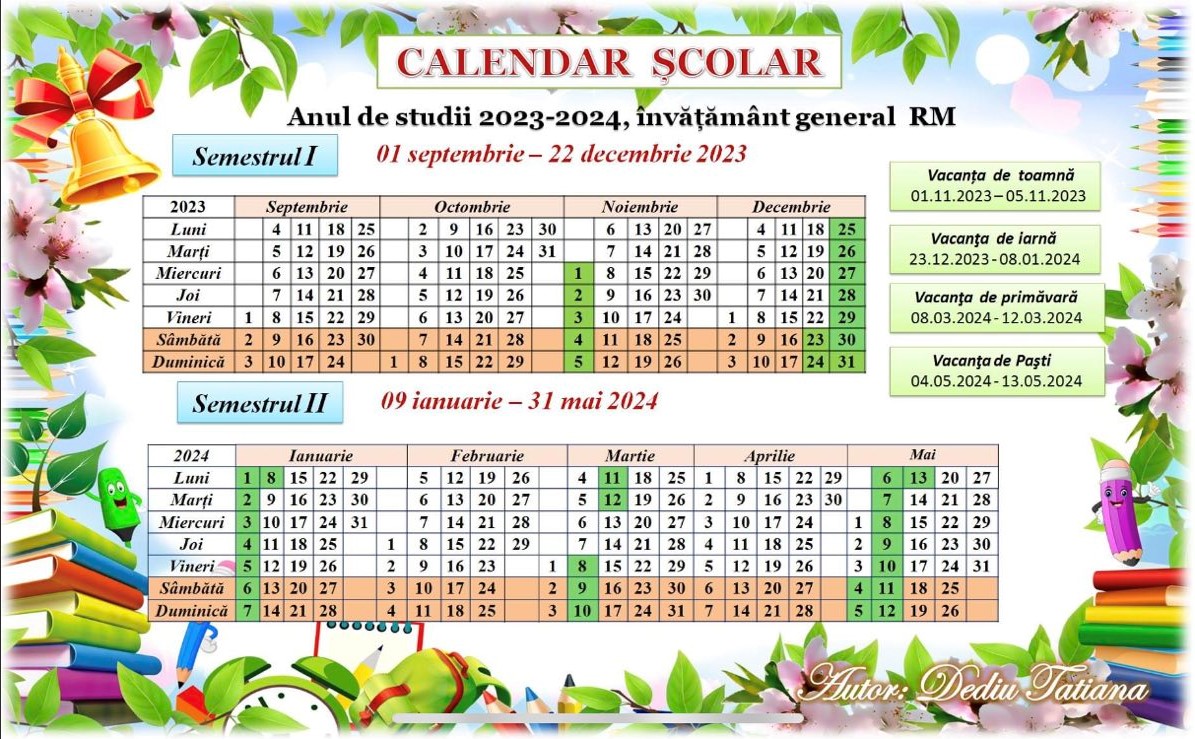 CALENDAR ŞCOLAR
Anul de studii 2023-2024, învățământ general RM
Semestrul I
01 septembrie – 22 decembrie 2023
2023 Septembrie Octombrie Noiembrie Decembrie
Luni 4 11 18 25 2 9 16 23 30 6 13 20 27 4 11 18 25
Marți 5 12 19 26 3 10 17 24 31 7 14 21 28 5 12 19 26
Miercuri 6 13 20 27 4 11 18 25 1 8 15 22 29 6 13 20 27
Joi 7 14 21 28 5 12 19 26 2 9 16 23 30 7 14 21 28
Vineri 1 8 15 22 29 6 13 20 27 3 10 17 24 1 8 15 22 29
Sâmbătă 2 9 16 23 30 7 14 21 28 4 11 18 25 2 9 16 23 30
Duminică 3 10 17 24 1 8 15 22 29 5 12 19 26 3 10 17 24 31
Vacanța de toamnă
01.11.2023 – 05.11.2023
Vacanţa de iarnă
23.12.2023 - 08.01.2024
Vacanţa de primăvară
08.03.2024 - 12.03.2024
Vacanţa de Paşti
04.05.2024 - 13.05.2024
Semestrul II
09 ianuarie – 31 mai 2024
2024 Ianuarie Februarie Martie Aprilie Mai
Luni 1 8 15 22 29 5 12 19 26 4 11 18 25 1 8 15 22 29 6 13 20 27
Marți 2 9 16 23 30 6 13 20 27 5 12 19 26 2 9 16 23 30 7 14 21 28
Miercuri 3 10 17 24 31 7 14 21 28 6 13 20 27 3 10 17 24 1 8 15 22 29
Joi 4 11 18 25 1 8 15 22 29 7 14 21 28 4 11 18 25 2 9 16 23 30
Vineri 5 12 19 26 2 9 16 23 1 8 15 22 29 5 12 19 26 3 10 17 24 31
Sâmbătă 6 13 20 27 3 10 17 24 2 9 16 23 30 6 13 20 27 4 11 18 25
Duminică 7 14 21 28 4 11 18 25 3 10 17 24 31 7 14 21 28 5 12 19 26
Autor: Dediu Tatiana